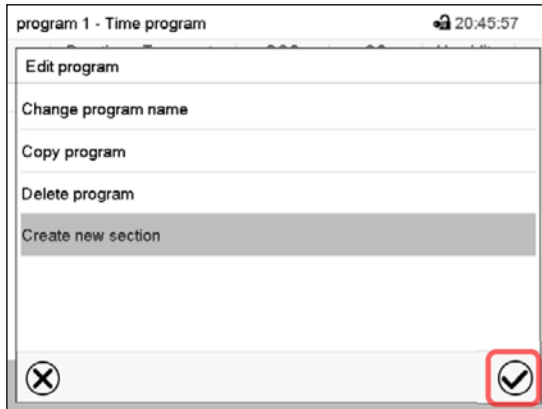 program 1 - Time program 20:45:57
Edit program
Change program name
Copy program
Delete program
Create new section